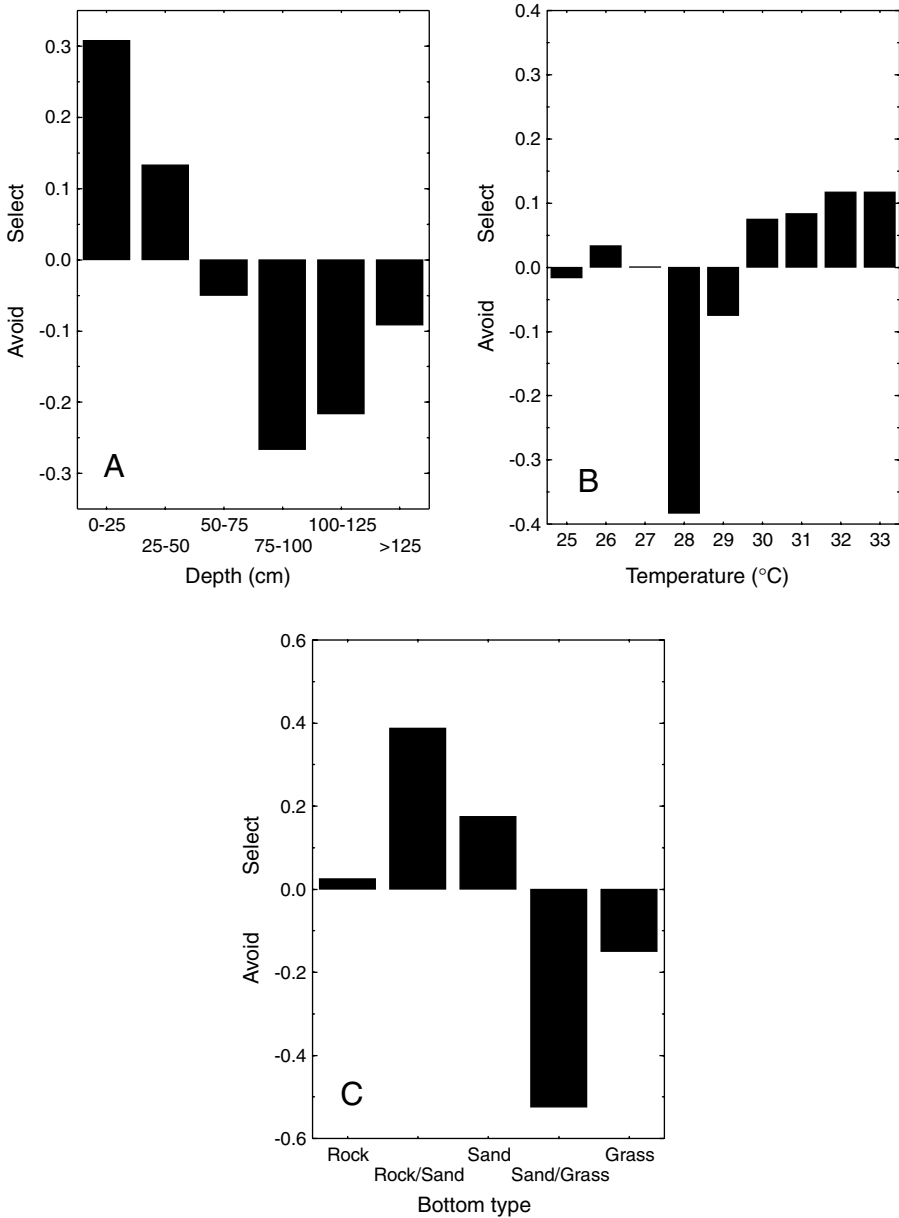 0.3
0.2
0.1
0.0
-0.1
-0.2
-0.3
Select
Avoid
A
0-25
50-75
100-125
25-50
75-100
>125
Depth (cm)
0.4
0.3
0.2
0.1
0.0
-0.1
-0.2
-0.3
-0.4
Select
Avoid
B
25 26 27 28 29 30 31 32 33
Temperature (°C)
0.6
0.4
0.2
0.0
-0.2
-0.4
-0.6
Select
Avoid
C
Rock Sand Grass
Rock/Sand Sand/Grass
Bottom type